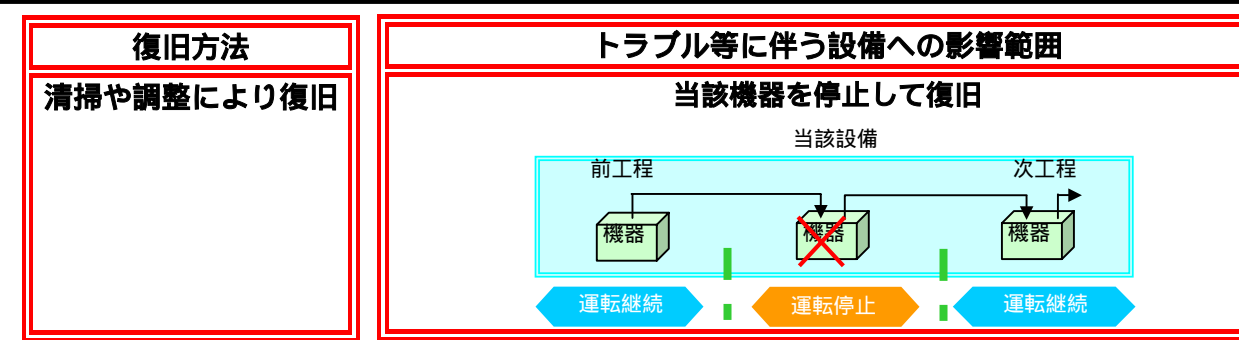 復旧方法
清掃や調整により復旧
トラブル等に伴う設備への影響範囲
当該機器を停止して復旧
当該設備
前工程
次工程
機器
機器
機器
運転継続
運転停止
運転継続